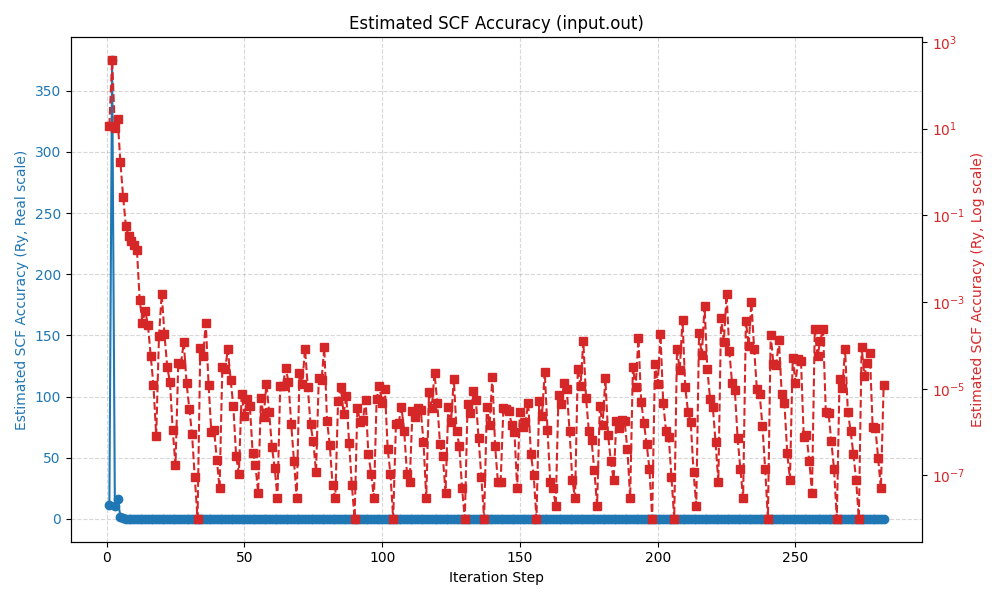 Estimated SCF Accuracy (input.out)
Estimated SCF Accuracy (Ry, Real scale)
350
300
250
200
150
100
50
0
10³
10¹
10⁻¹
10⁻³
10⁻⁵
10⁻⁷
Estimated SCF Accuracy (Ry, Log scale)
0 50 100 150 200 250
Iteration Step